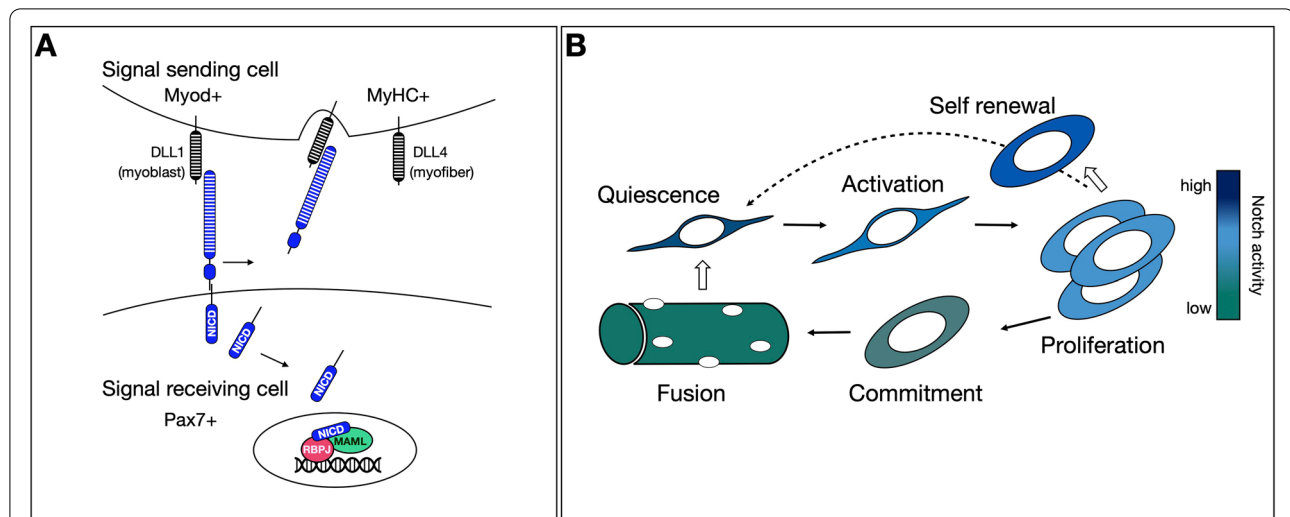 A
Signal sending cell
Myod+
MyHC+
DLL1
(myoblast)
DLL4
(myofiber)
NICD
NICD
NICD
Signal receiving cell
Pax7+
NICD
RBPJ
MAML
B
Self renewal
Quiescence
Activation
Proliferation
Commitment
Fusion
high
low
Notch activity